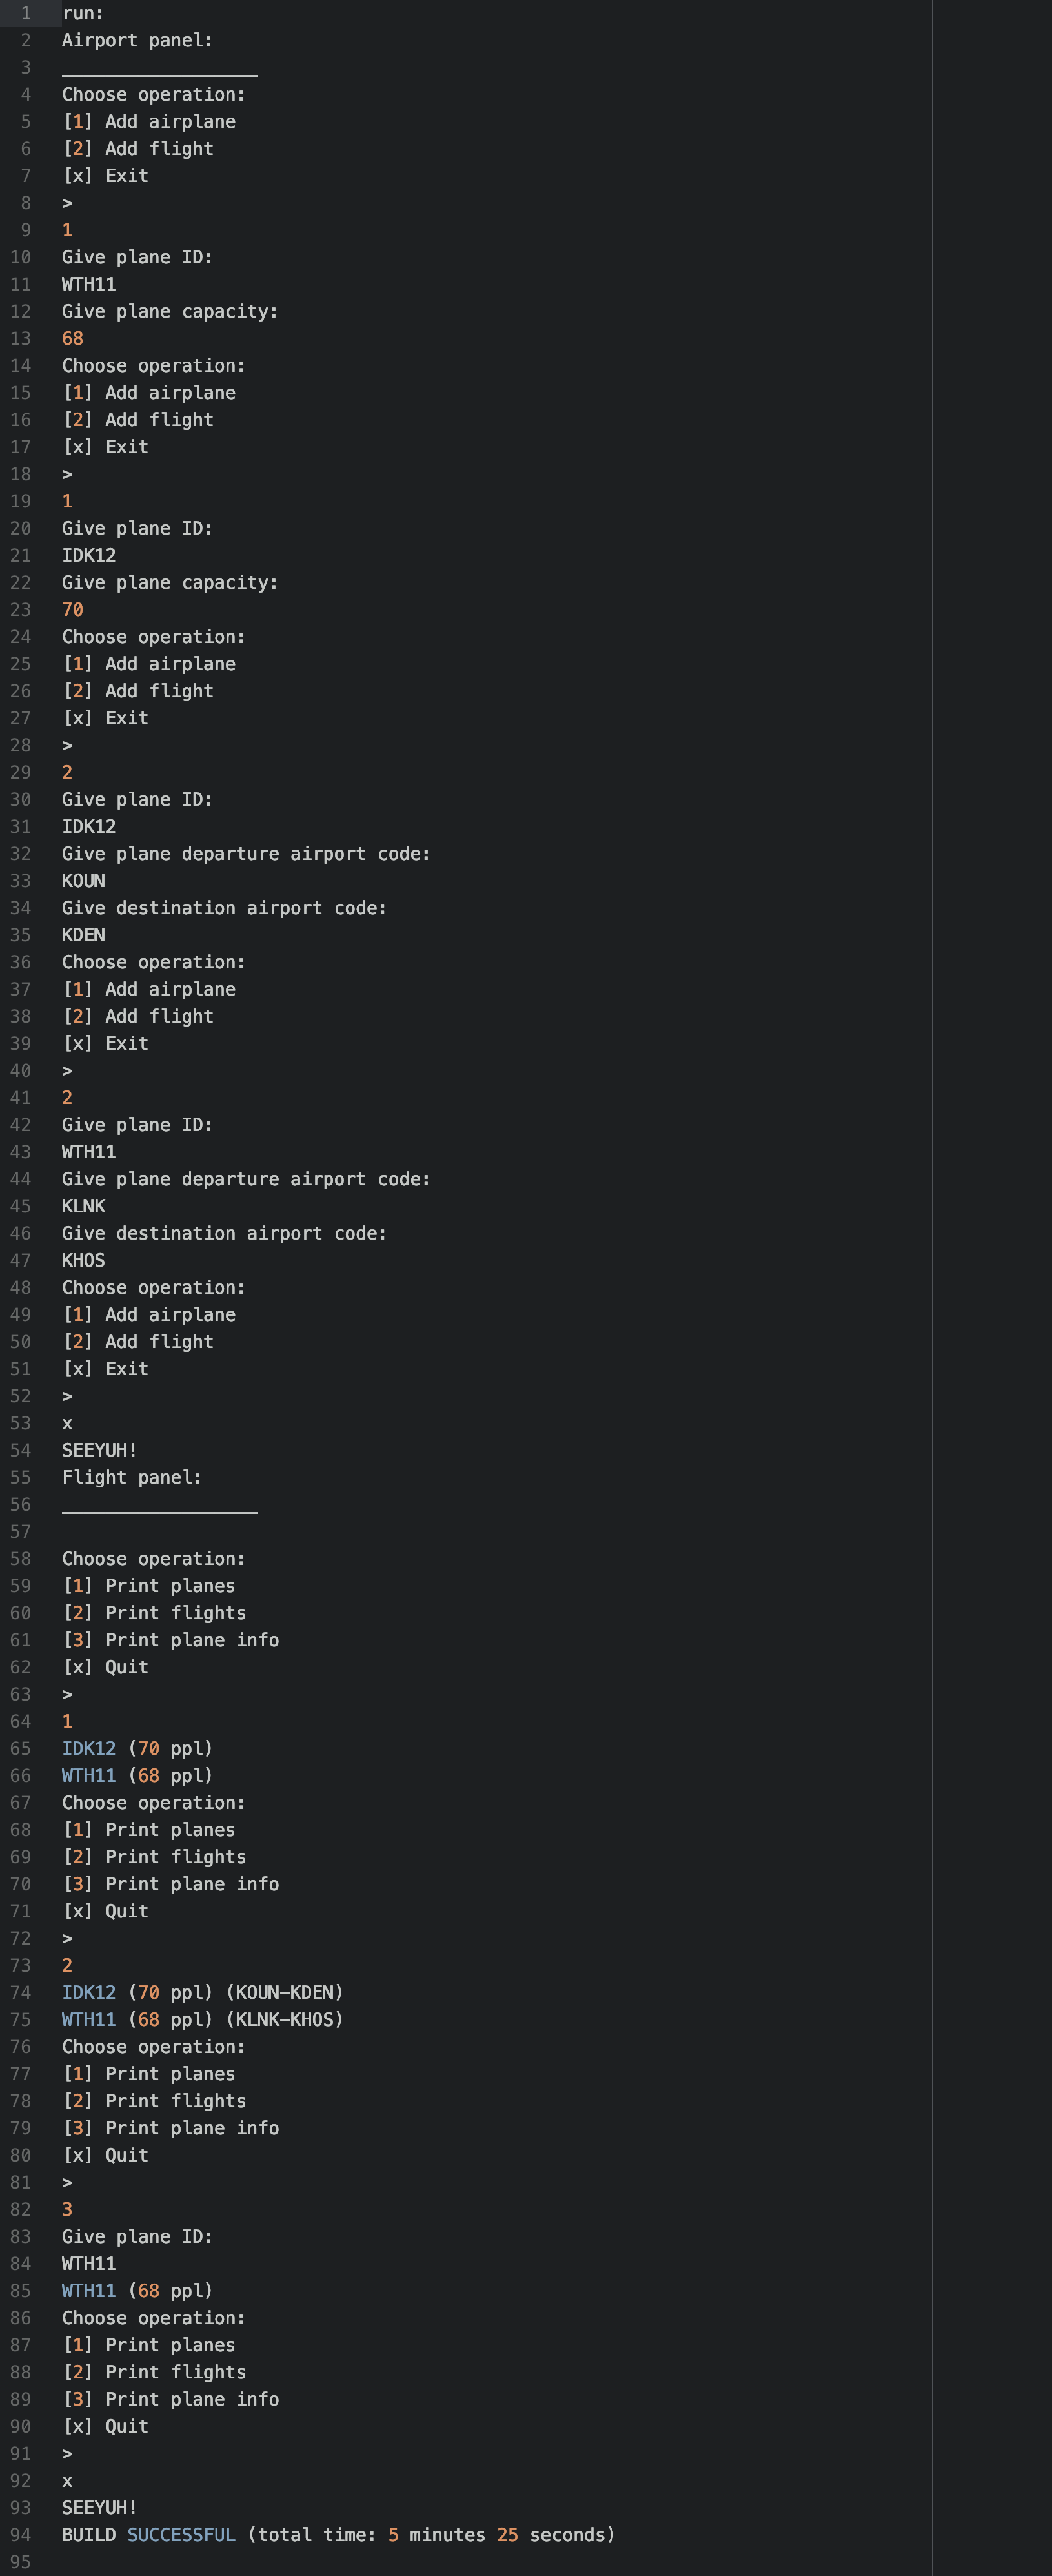 1 run:
2 Airport panel:
3 __________________
4 Choose operation:
5 [1] Add airplane
6 [2] Add flight
7 [x] Exit
8 >
9 1
10 Give plane ID:
11 WTH11
12 Give plane capacity:
13 68
14 Choose operation:
15 [1] Add airplane
16 [2] Add flight
17 [x] Exit
18 >
19 1
20 Give plane ID:
21 IDK12
22 Give plane capacity:
23 70
24 Choose operation:
25 [1] Add airplane
26 [2] Add flight
27 [x] Exit
28 >
29 2
30 Give plane ID:
31 IDK12
32 Give plane departure airport code:
33 KOUN
34 Give destination airport code:
35 KDEN
36 Choose operation:
37 [1] Add airplane
38 [2] Add flight
39 [x] Exit
40 >
41 2
42 Give plane ID:
43 WTH11
44 Give plane departure airport code:
45 KLNK
46 Give destination airport code:
47 KHOS
48 Choose operation:
49 [1] Add airplane
50 [2] Add flight
51 [x] Exit
52 >
53 x
54 SEEYUH!
55 Flight panel:
56 __________________
57
58 Choose operation:
59 [1] Print planes
60 [2] Print flights
61 [3] Print plane info
62 [x] Quit
63 >
64 1
65 IDK12 (70 ppl)
66 WTH11 (68 ppl)
67 Choose operation:
68 [1] Print planes
69 [2] Print flights
70 [3] Print plane info
71 [x] Quit
72 >
73 2
74 IDK12 (70 ppl) (KOUN-KDEN)
75 WTH11 (68 ppl) (KLNK-KHOS)
76 Choose operation:
77 [1] Print planes
78 [2] Print flights
79 [3] Print plane info
80 [x] Quit
81 >
82 3
83 Give plane ID:
84 WTH11
85 WTH11 (68 ppl)
86 Choose operation:
87 [1] Print planes
88 [2] Print flights
89 [3] Print plane info
90 [x] Quit
91 >
92 x
93 SEEYUH!
94 BUILD SUCCESSFUL (total time: 5 minutes 25 seconds)
95